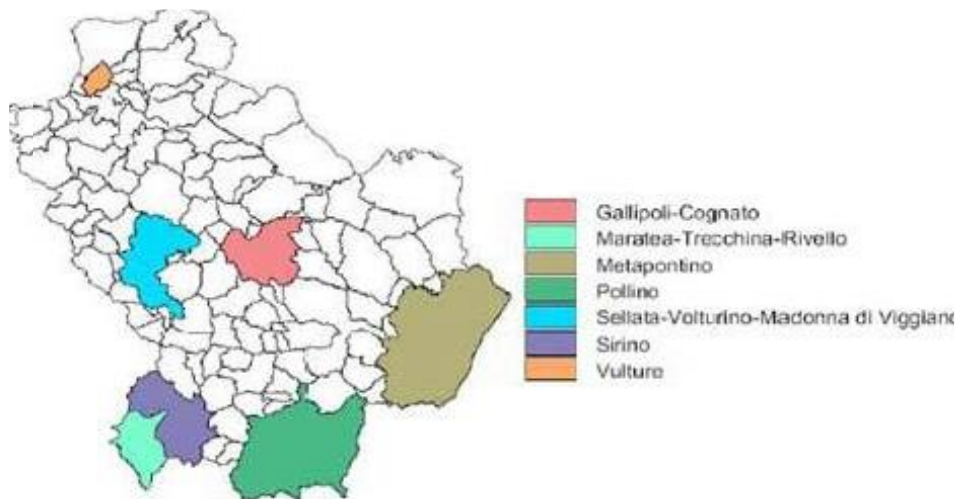 Gallipoli-Cognato
Maratea-Trecchina-Rivello
Metapontino
Pollino
Sellata-Volturino-Madonna di Viggiano
Sirino
Vulture